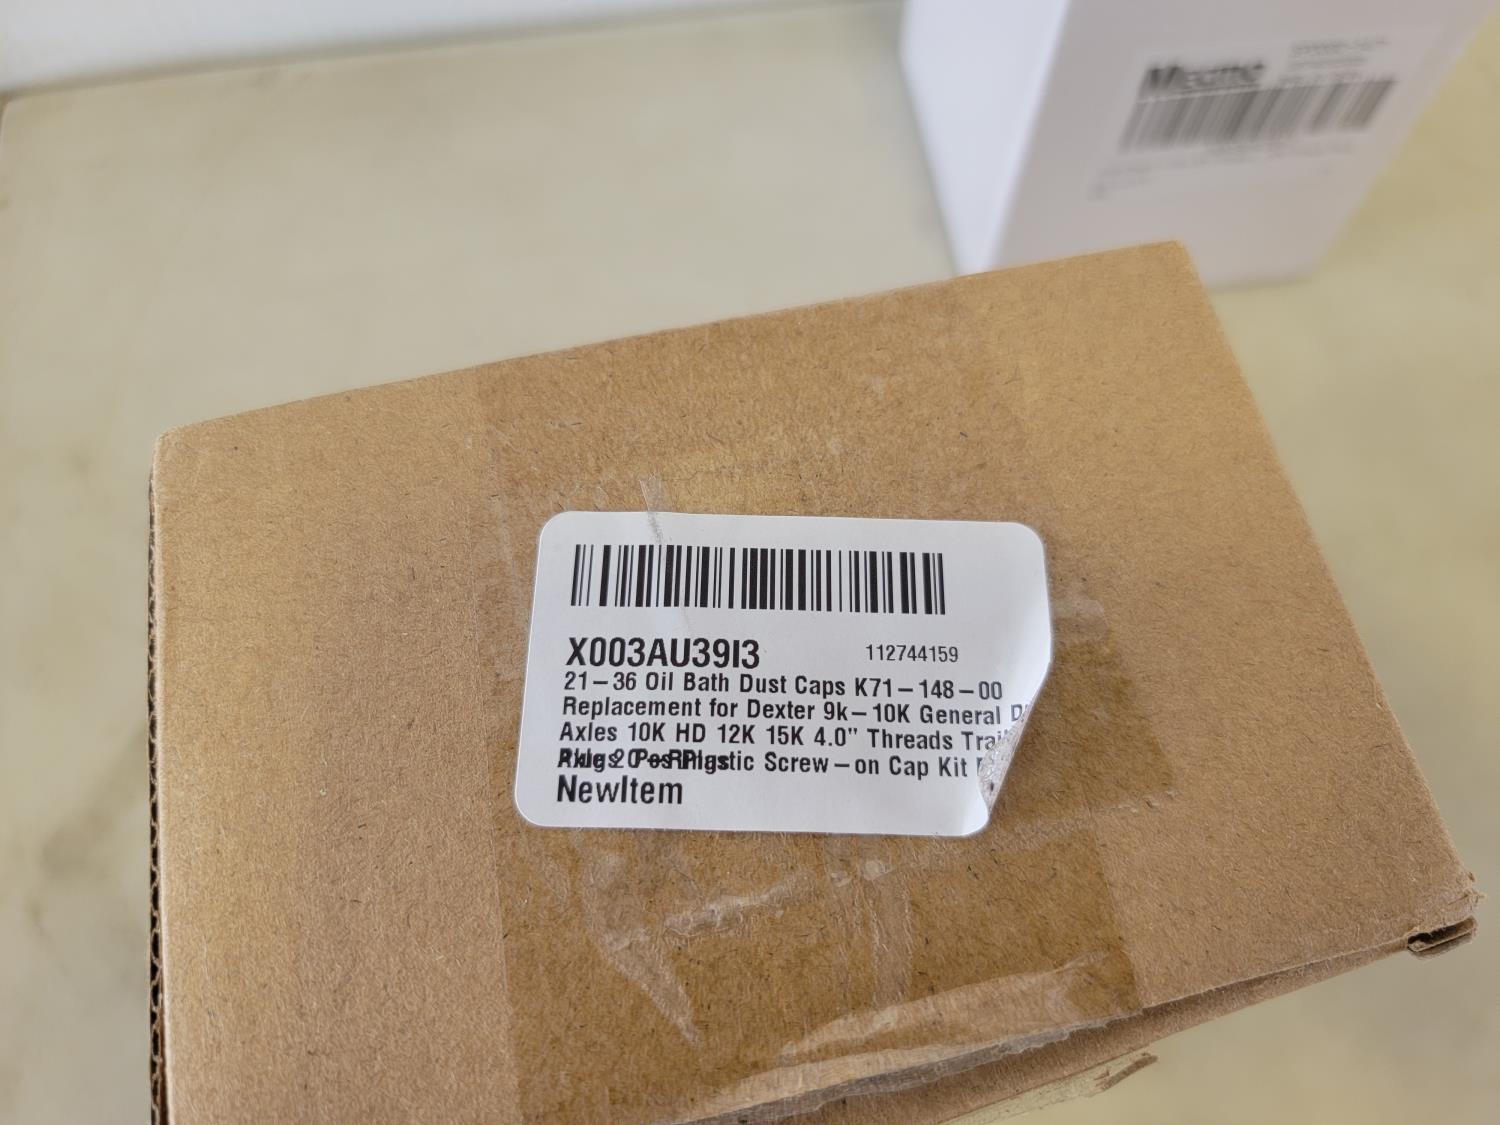 X003AU39I3
112744159
21-36 Oil Bath Dust Caps K71-148-00
Replacement for Dexter 9k-10K General
Axles 10K HD 12K 15K 4.0" Threads
Screw-on Cap Kit
NewItem